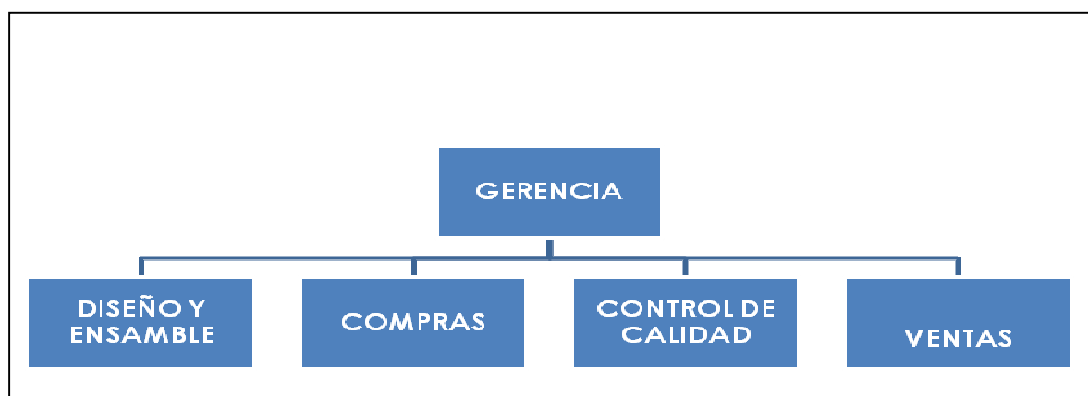 GERENCIA
DISEÑO Y
ENSAMBLE
COMPRAS
CONTROL DE
CALIDAD
VENTAS